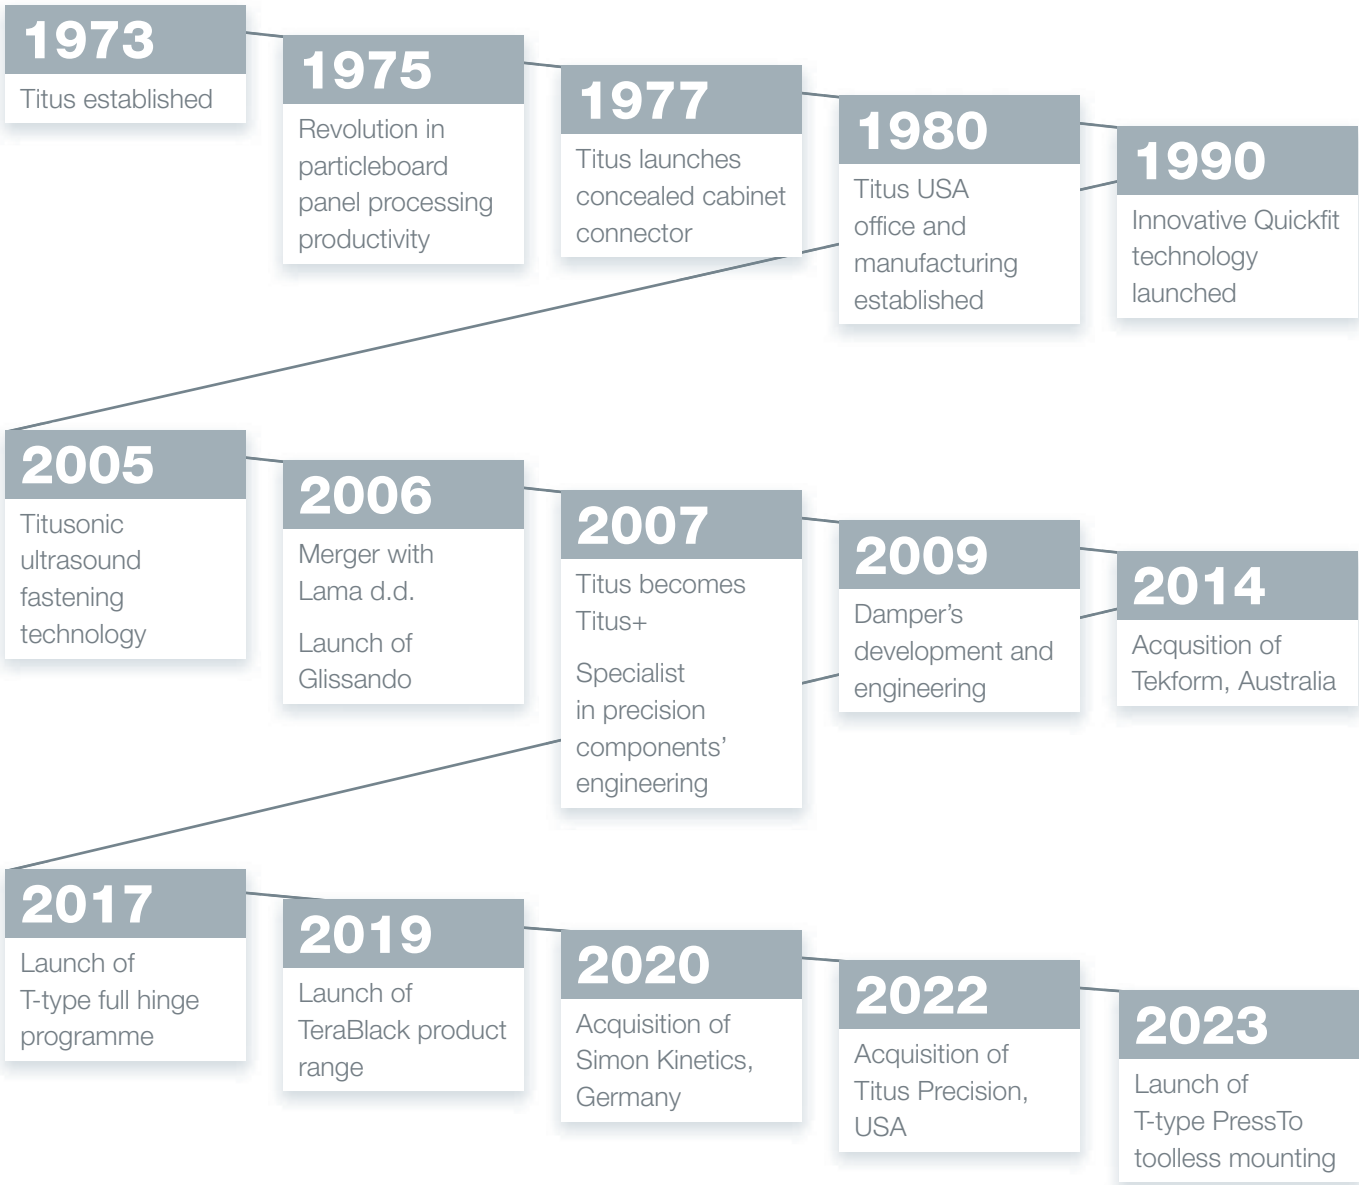 1973
Titus established
1975
Revolution in
particleboard
panel processing
productivity
1977
Titus launches
concealed cabinet
connector
1980
Titus USA
office and
manufacturing
established
1990
Innovative Quickfit
technology
launched
2005
Titusonic
ultrasound
fastening
technology
2006
Merger with
Lama d.d.
Launch of
Glissando
2007
Titus becomes
Titus+
Specialist
in precision
components’
engineering
2009
Damper’s
development and
engineering
2014
Acqusition of
Tekform, Australia
2017
Launch of
T-type full hinge
programme
2019
Launch of
TeraBlack product
range
2020
Acquisition of
Simon Kinetics,
Germany
2022
Acquisition of
Titus Precision,
USA
2023
Launch of
T-type PressTo
toolless mounting